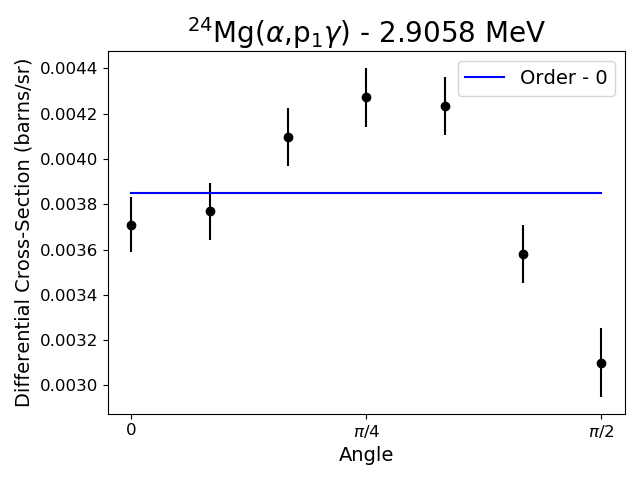 ²⁴Mg(α,p₁γ) - 2.9058 MeV
Order - 0
Differential Cross-Section (barns/sr)
0.0044
0.0042
0.0040
0.0038
0.0036
0.0034
0.0032
0.0030
0 π/4 π/2
Angle